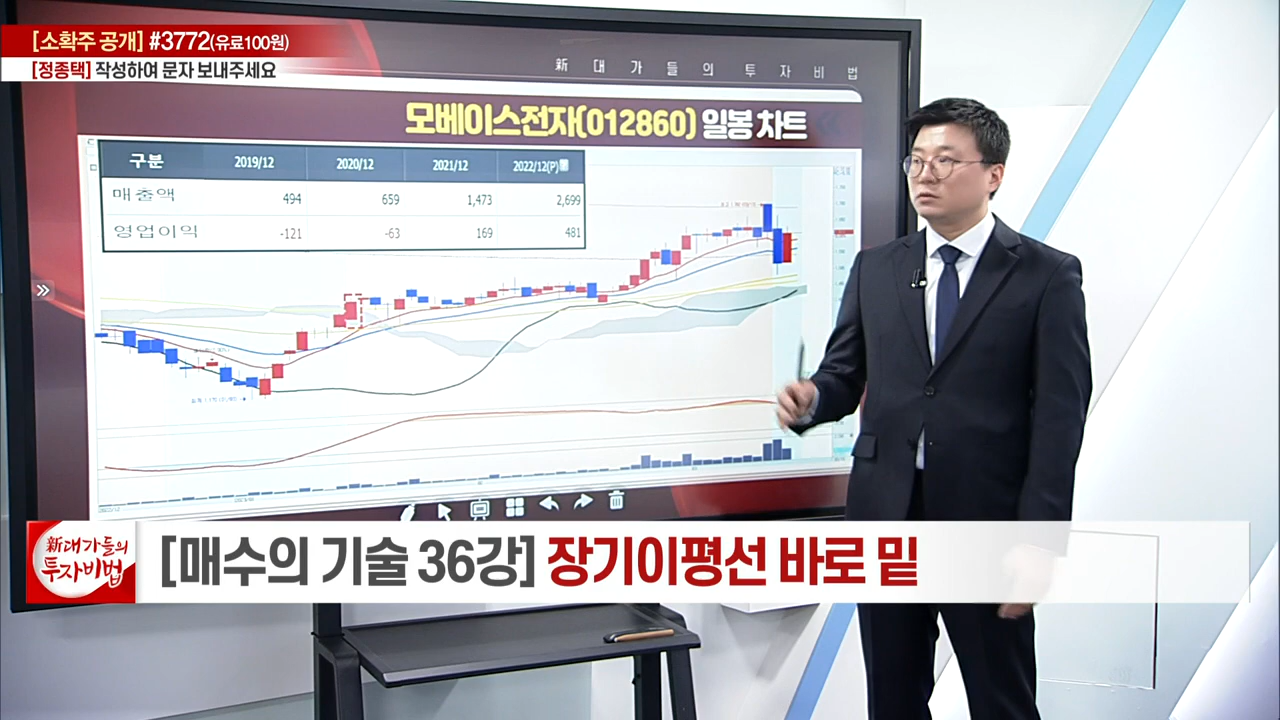 [소확주 공개] #3772(유료100원)
[정종택] 작성하여 문자 보내주세요
新 대가들의 투자비법
모베이스전자(012860) 일봉 차트
구분 2019/12 2020/12 2021/12 2022/12(P)
매출액 494 659 1,473 2,699
영업이익 -121 -63 169 481
新대가들의
투자비법
[매수의 기술 36강] 장기이평선 바로 밑